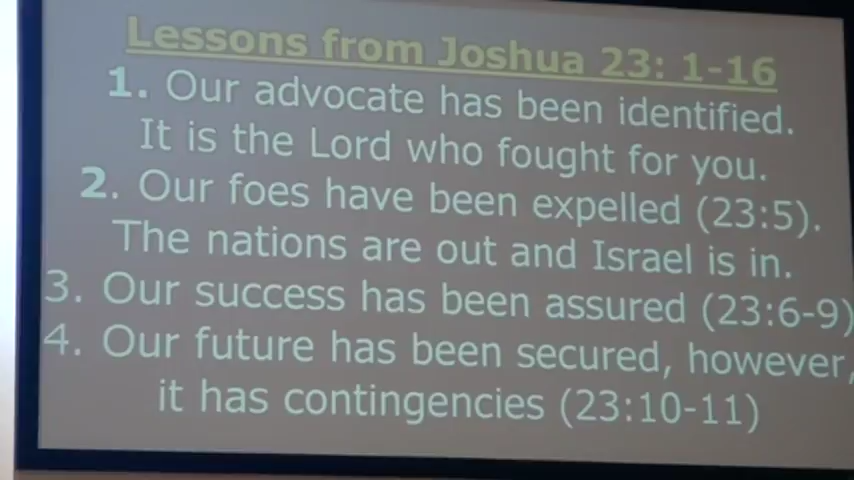 Lessons from Joshua 23: 1-16
1. Our advocate has been identified.
It is the Lord who fought for you.
2. Our foes have been expelled (23:5).
The nations are out and Israel is in.
3. Our success has been assured (23:6-9)
4. Our future has been secured, however,
it has contingencies (23:10-11)